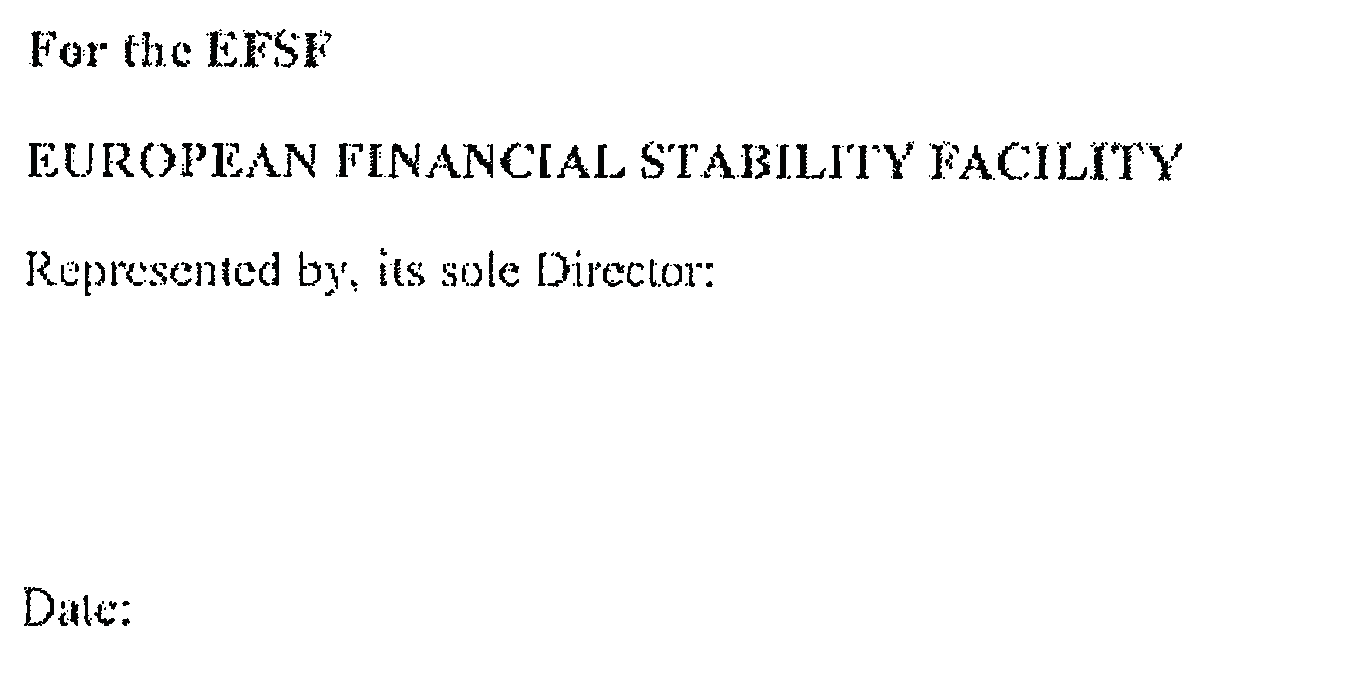 For the EFSF
EUROPEAN FINANCIAL STABILITY FACILITY
Represented by, its sole Director:
Date: